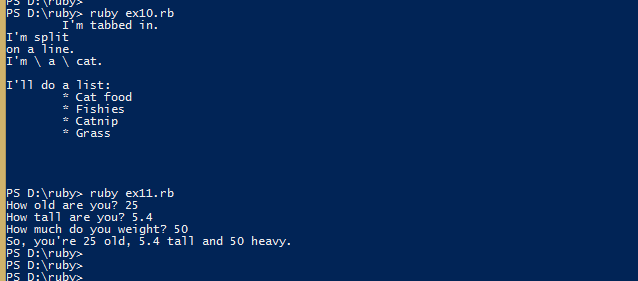 PS D:\ruby>
PS D:\ruby> ruby ex10.rb
        I'm tabbed in.
I'm split
on a line.
I'm \ a \ cat.

I'll do a list:
        * Cat food
        * Fishies
        * Catnip
        * Grass

PS D:\ruby> ruby ex11.rb
How old are you? 25
How tall are you? 5.4
How much do you weight? 50
So, you're 25 old, 5.4 tall and 50 heavy.
PS D:\ruby>
PS D:\ruby>
PS D:\ruby>